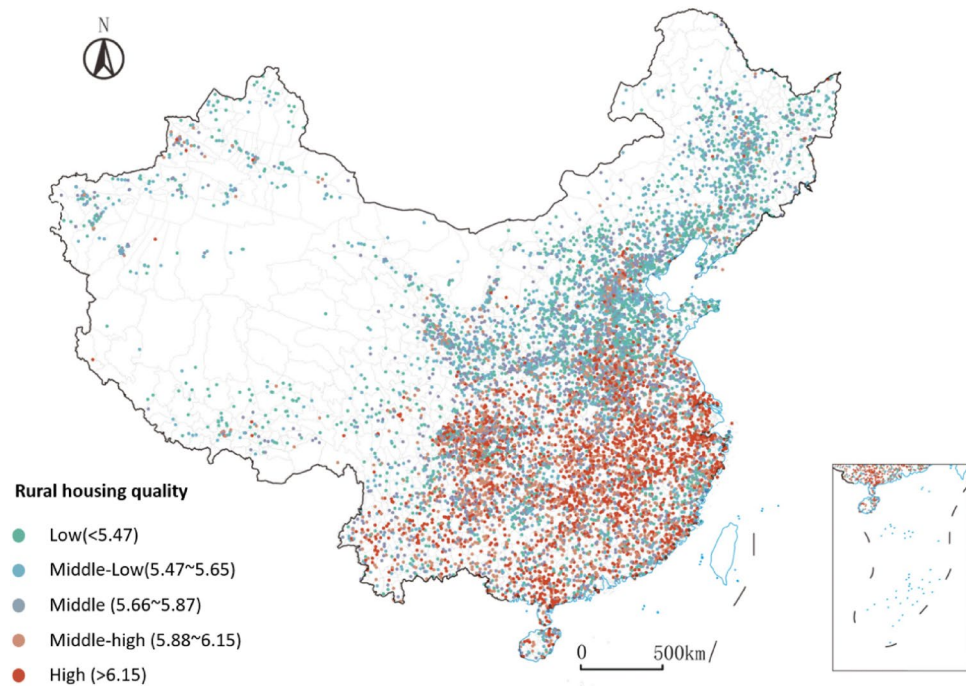 N
Rural housing quality
Low(<5.47)
Middle-Low(5.47~5.65)
Middle (5.66~5.87)
Middle-high (5.88~6.15)
High (>6.15)
0 500km/